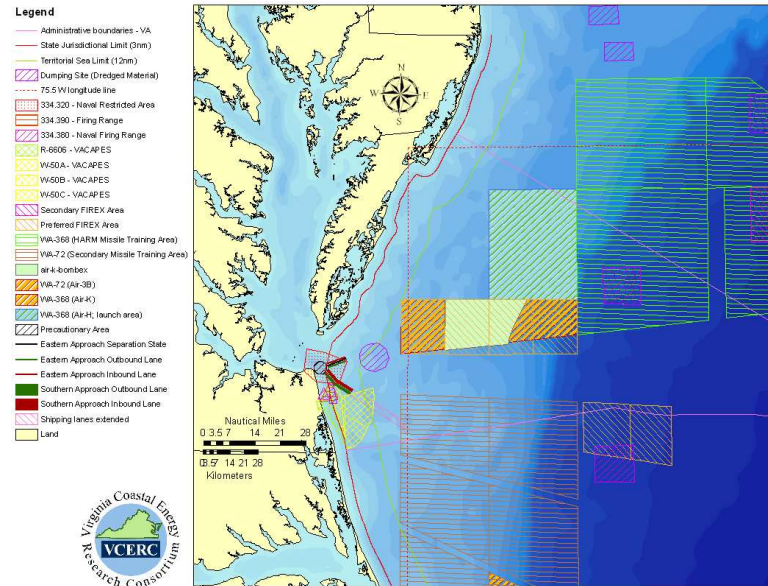 Legend
Administrative boundaries - VA
State Jurisdictional Limit (3nm)
Territorial Sea Limit (12nm)
Dumping Site (Dredged Material)
75.5 W longitude line
334.320 - Naval Restricted Area
334.390 - Firing Range
334.380 - Naval Firing Range
R-6606 - VACAPES
W-50A - VACAPES
W-50B - VACAPES
W-50C - VACAPES
Secondary FIREX Area
Preferred FIREX Area
WA-368 (HARM Missile Training Area)
WA-72 (Secondary Missile Training Area)
air-k-bombex
WA-72 (Air-3B)
WA-368 (Air-K)
WA-368 (Air-H; launch area)
Precautionary Area
Eastern Approach Separation State
Eastern Approach Outbound Lane
Eastern Approach Inbound Lane
Southern Approach Outbound Lane
Southern Approach Inbound Lane
Shipping lanes extended
Land
N
W E
S
Nautical Miles
0 3.5 7 14 21 28
0 3.5 7 14 21 28
Kilometers
Virginia Coastal Energy
VCERC
Research Consortium